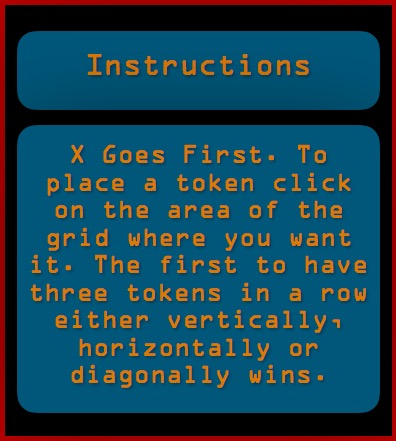 Instructions
X Goes First. To
place a token click
on the area of the
grid where you want
it. The first to have
three tokens in a row
either vertically,
horizontally or
diagonally wins.